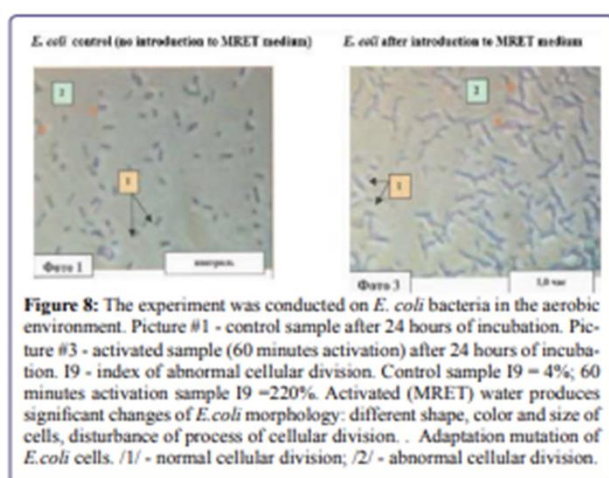 E. coli control (no introduction to MRET medium)
E. coli after introduction to MRET medium
2
2
1
1
Фото 1
контроль
Фото 3
1,0 час
Figure 8: The experiment was conducted on E. coli bacteria in the aerobic
environment. Picture #1 - control sample after 24 hours of incubation. Pic-
ture #3 - activated sample (60 minutes activation) after 24 hours of incuba-
tion. I9 - index of abnormal cellular division. Control sample I9 = 4%; 60
minutes activation sample I9 =220%. Activated (MRET) water produces
significant changes of E.coli morphology: different shape, color and size of
cells, disturbance of process of cellular division. . Adaptation mutation of
E.coli cells. /1/ - normal cellular division; /2/ - abnormal cellular division.